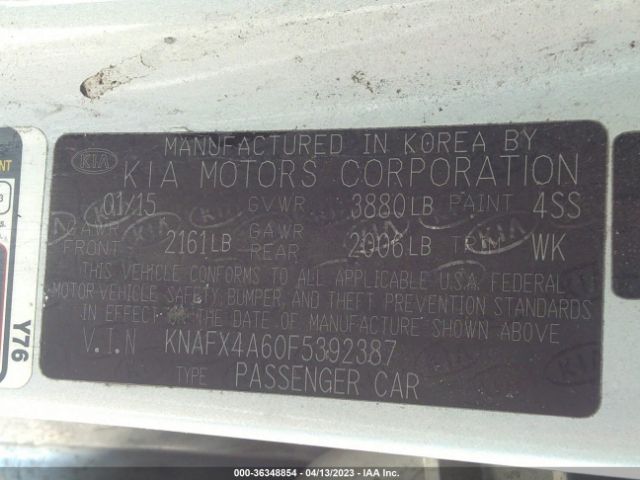 MANUFACTURED IN KOREA BY
KIA KIA MOTORS CORPORATION
01/15 GVWR 3880LB PAINT 4SS
GAWR FRONT 2161LB GAWR REAR 2006LB TRIM WK
THIS VEHICLE CONFORMS TO ALL APPLICABLE U.S.A. FEDERAL
MOTOR VEHICLE SAFETY, BUMPER, AND THEFT PREVENTION STANDARDS
IN EFFECT ON THE DATE OF MANUFACTURE SHOWN ABOVE
V.I.N KNAFX4A60F5392387
TYPE PASSENGER CAR
Y76
000-36348854 / 04/13/2023 / IAA Inc.